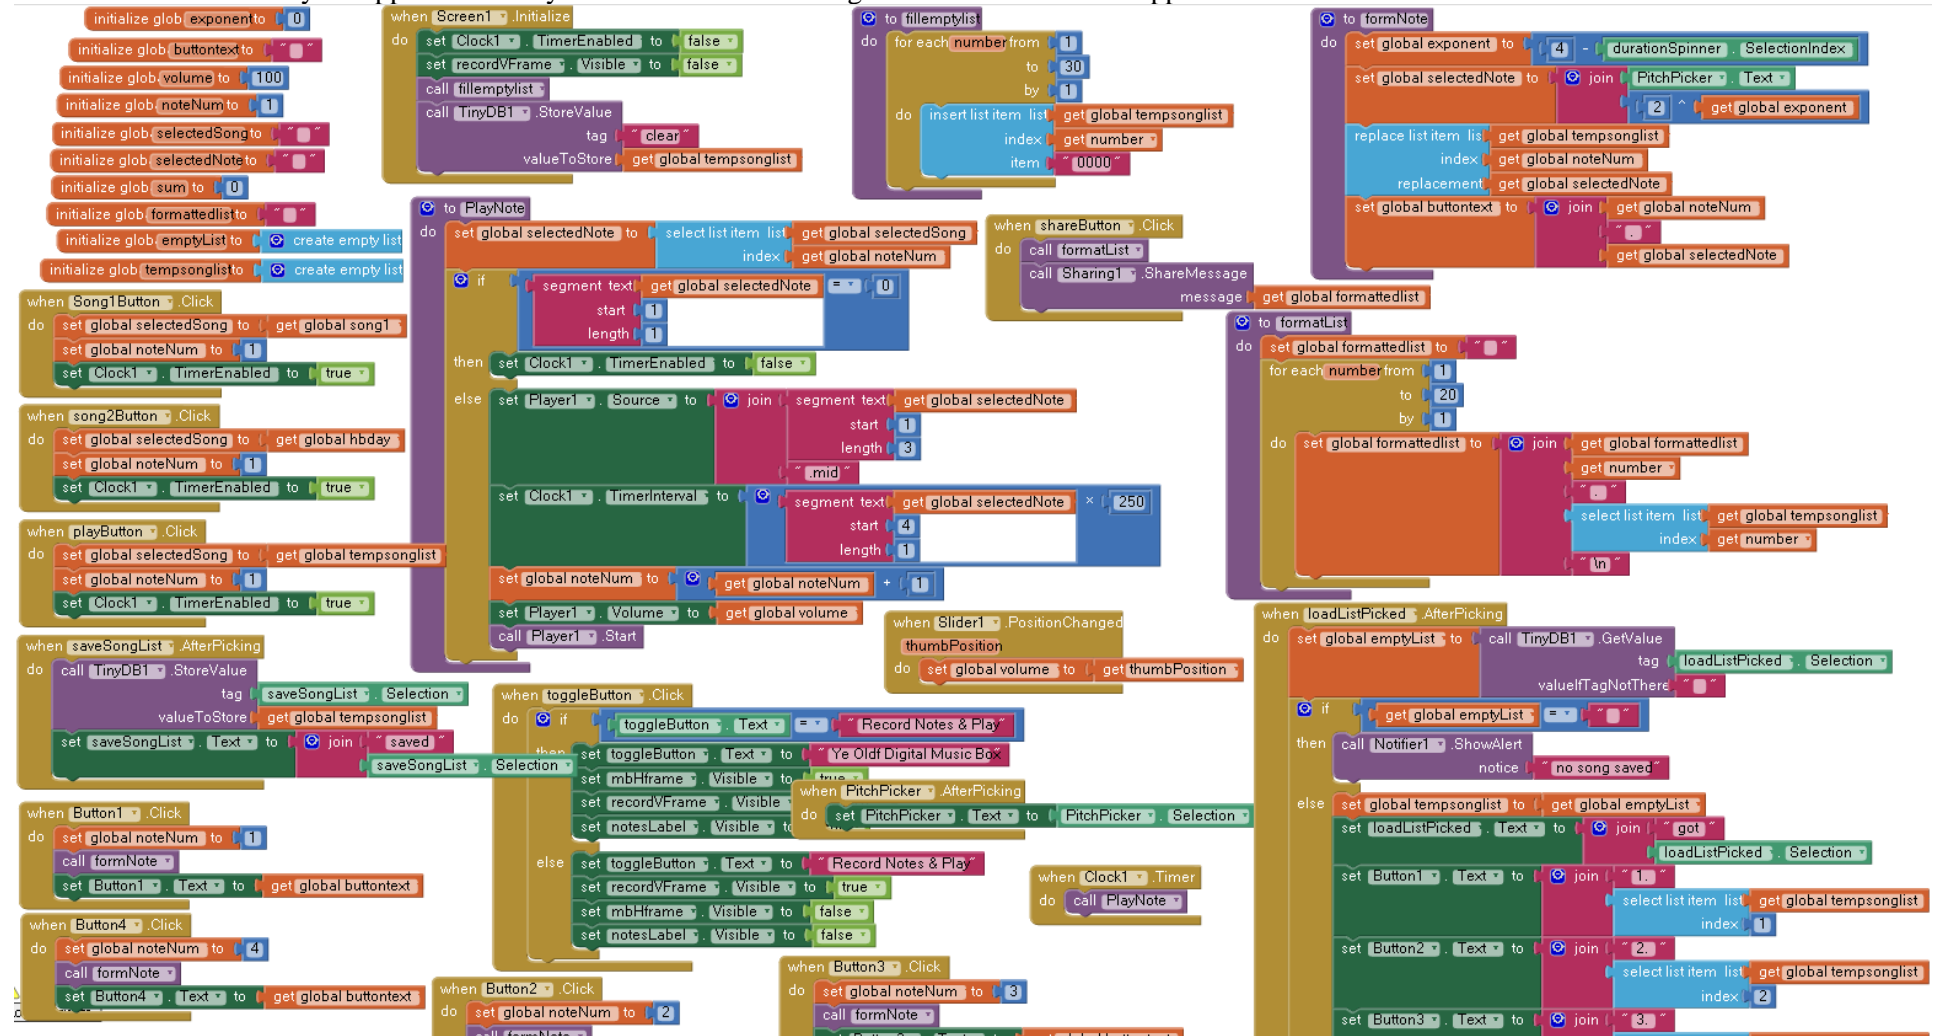 initialize glob exponent to 0
initialize glob buttontext to " "
initialize glob volume to 100
initialize glob noteNum to 1
initialize glob selectedSong to " "
initialize glob selectedNote to " "
initialize glob sum to 0
initialize glob formattedlist to " "
initialize glob emptyList to create empty list
initialize glob tempsonglist to create empty list
when Song1Button .Click
do set global selectedSong to get global song1
set global noteNum to 1
set Clock1 . TimerEnabled to true
when song2Button .Click
do set global selectedSong to get global hbday
set global noteNum to 1
set Clock1 . TimerEnabled to true
when playButton .Click
do set global selectedSong to get global tempsonglist
set global noteNum to 1
set Clock1 . TimerEnabled to true
when saveSongList .AfterPicking
do call TinyDB1 .StoreValue
tag saveSongList . Selection
valueToStore get global tempsonglist
set saveSongList . Text to join " saved "
saveSongList . Selection
when Button1 .Click
do set global noteNum to 1
call formNote
set Button1 . Text to get global buttontext
when Button4 .Click
do set global noteNum to 4
call formNote
set Button4 . Text to get global buttontext
when Screen1 .Initialize
do set Clock1 . TimerEnabled to false
set recordVFrame . Visible to false
call fillemptylist
call TinyDB1 .StoreValue
tag " clear "
valueToStore get global tempsonglist
to PlayNote
do set global selectedNote to select list item list get global selectedSong
index get global noteNum
if segment text get global selectedNote = 0
start 1
length 1
then set Clock1 . TimerEnabled to false
else set Player1 . Source to join segment text get global selectedNote
start 1
length 3
" .mid "
set Clock1 . TimerInterval to segment text get global selectedNote × 250
start 4
length 1
set global noteNum to get global noteNum + 1
set Player1 . Volume to get global volume
call Player1 .Start
when toggleButton .Click
do if toggleButton . Text = " Record Notes & Play "
then set toggleButton . Text to " Ye Oldf Digital Music Box
set mbHframe . Visible to true
set recordVFrame . Visible
set notesLabel . Visible to
else set toggleButton . Text to " Record Notes & Play "
set recordVFrame . Visible to true
set mbHframe . Visible to false
set notesLabel . Visible to false
when Button2 .Click
do set global noteNum to 2
call formNote
to fillemptylist
do for each number from 1
to 30
by 1
do insert list item list get global tempsonglist
index get number
item " 0000 "
when shareButton .Click
do call formatList
call Sharing1 .ShareMessage
message get global formattedlist
when Slider1 .PositionChanged
thumbPosition
do set global volume to get thumbPosition
when PitchPicker .AfterPicking
do set PitchPicker . Text to PitchPicker . Selection
when Clock1 .Timer
do call PlayNote
when Button3 .Click
do set global noteNum to 3
call formNote
to formNote
do set global exponent to 4 - durationSpinner . SelectionIndex
set global selectedNote to join PitchPicker . Text
2 ^ get global exponent
replace list item lis get global tempsonglist
index get global noteNum
replacement get global selectedNote
set global buttontext to join get global noteNum
" . "
get global selectedNote
to formatList
do set global formattedlist to " "
for each number from 1
to 20
by 1
do set global formattedlist to join get global formattedlist
get number
" . "
select list item list get global tempsonglist
index get number
" \n "
when loadListPicked .AfterPicking
do set global emptyList to call TinyDB1 .GetValue
tag loadListPicked . Selection
valueIfTagNotThere " "
if get global emptyList = " "
then call Notifier1 .ShowAlert
notice " no song saved "
else set global tempsonglist to get global emptyList
set loadListPicked . Text to join " got "
loadListPicked . Selection
set Button1 . Text to join " 1. "
select list item list get global tempsonglist
index 1
set Button2 . Text to join " 2. "
select list item list get global tempsonglist
index 2
set Button3 . Text to join " 3. "